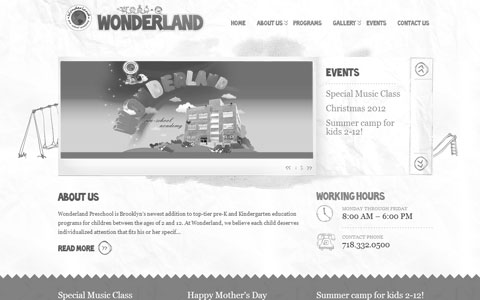 WONDERLAND
HOME ABOUT US PROGRAMS GALLERY EVENTS CONTACT US
DERLAND
pre-school
academy
EVENTS
Special Music Class
Christmas 2012
Summer camp for
kids 2-12!
ABOUT US
Wonderland Preschool is Brooklyn's newest addition to top-tier pre-K and Kindergarten education
programs for children between the ages of 2 and 12. At Wonderland, we believe each child deserves
individualized attention that fits his or her specif...
READ MORE
WORKING HOURS
MONDAY THROUGH FRIDAY
8:00 AM – 6:00 PM
CONTACT PHONE
718.332.0500
Special Music Class
Happy Mother's Day
Summer camp for kids 2-12!